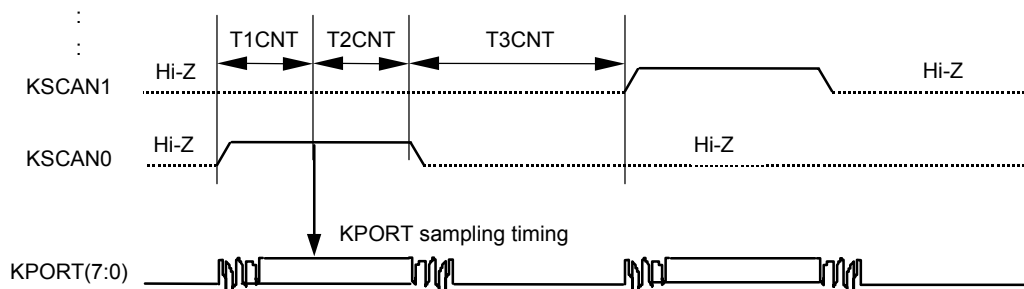 :
:
T1CNT T2CNT T3CNT
Hi-Z Hi-Z
KSCAN1
Hi-Z Hi-Z
KSCAN0
KPORT sampling timing
KPORT(7:0)